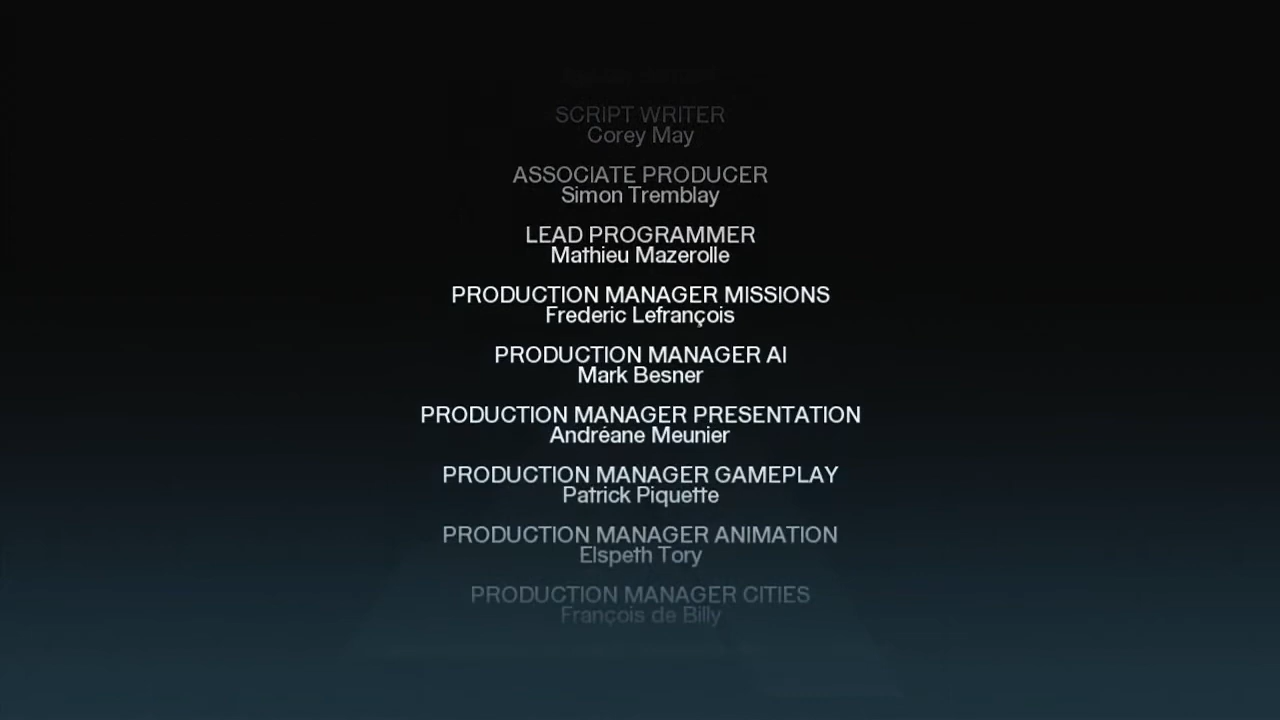 SCRIPT WRITER
Corey May
ASSOCIATE PRODUCER
Simon Tremblay
LEAD PROGRAMMER
Mathieu Mazerolle
PRODUCTION MANAGER MISSIONS
Frederic Lefrançois
PRODUCTION MANAGER AI
Mark Besner
PRODUCTION MANAGER PRESENTATION
Andréane Meunier
PRODUCTION MANAGER GAMEPLAY
Patrick Piquette
PRODUCTION MANAGER ANIMATION
Elspeth Tory
PRODUCTION MANAGER CITIES
François de Billy